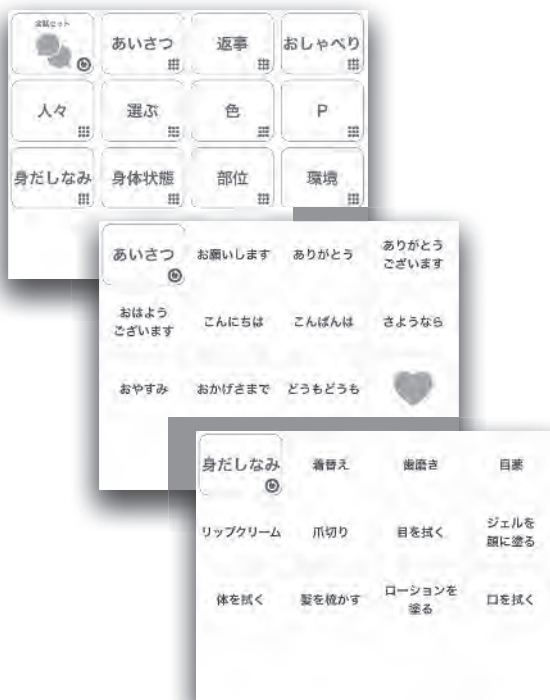 会話セット
あいさつ
返事
おしゃべり
人々
選ぶ
色
P
身だしなみ
身体状態
部位
環境
あいさつ
お願いします
ありがとう
ありがとう
ございます
おはよう
ございます
こんにちは
こんばんは
さようなら
おやすみ
おかげさまで
どうもどうも
身だしなみ
着替え
歯磨き
目薬
リップクリーム
爪切り
目を拭く
ジェルを
顔に塗る
体を拭く
髪を梳かす
ローションを
塗る
口を拭く